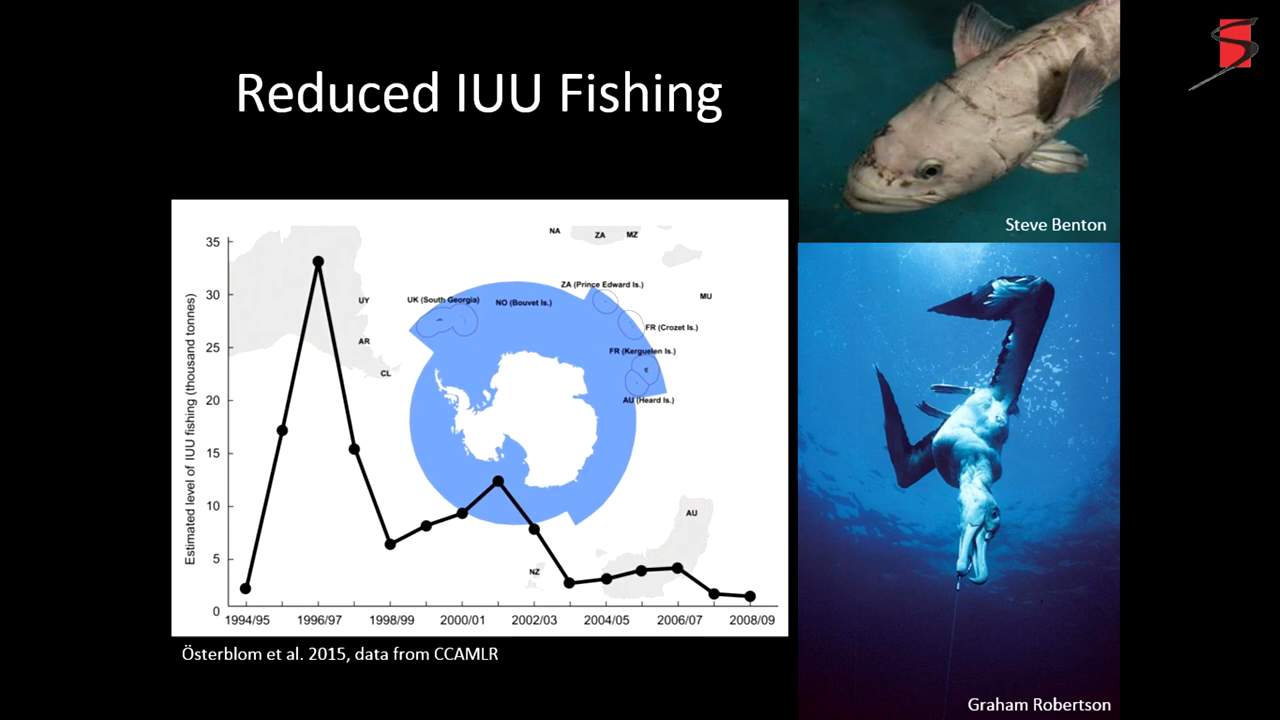 Reduced IUU Fishing
Steve Benton
Estimated level of IUU fishing (thousand tonnes)
35
30
25
20
15
10
5
0
1994/95 1996/97 1998/99 2000/01 2002/03 2004/05 2006/07 2008/09
NA
ZA
MZ
ZA (Prince Edward Is.)
UY
UK (South Georgia)
NO (Bouvet Is.)
MU
FR (Crozet Is.)
AR
FR (Kerguelen Is.)
CL
AU (Heard Is.)
AU
NZ
Österblom et al. 2015, data from CCAMLR
Graham Robertson
S